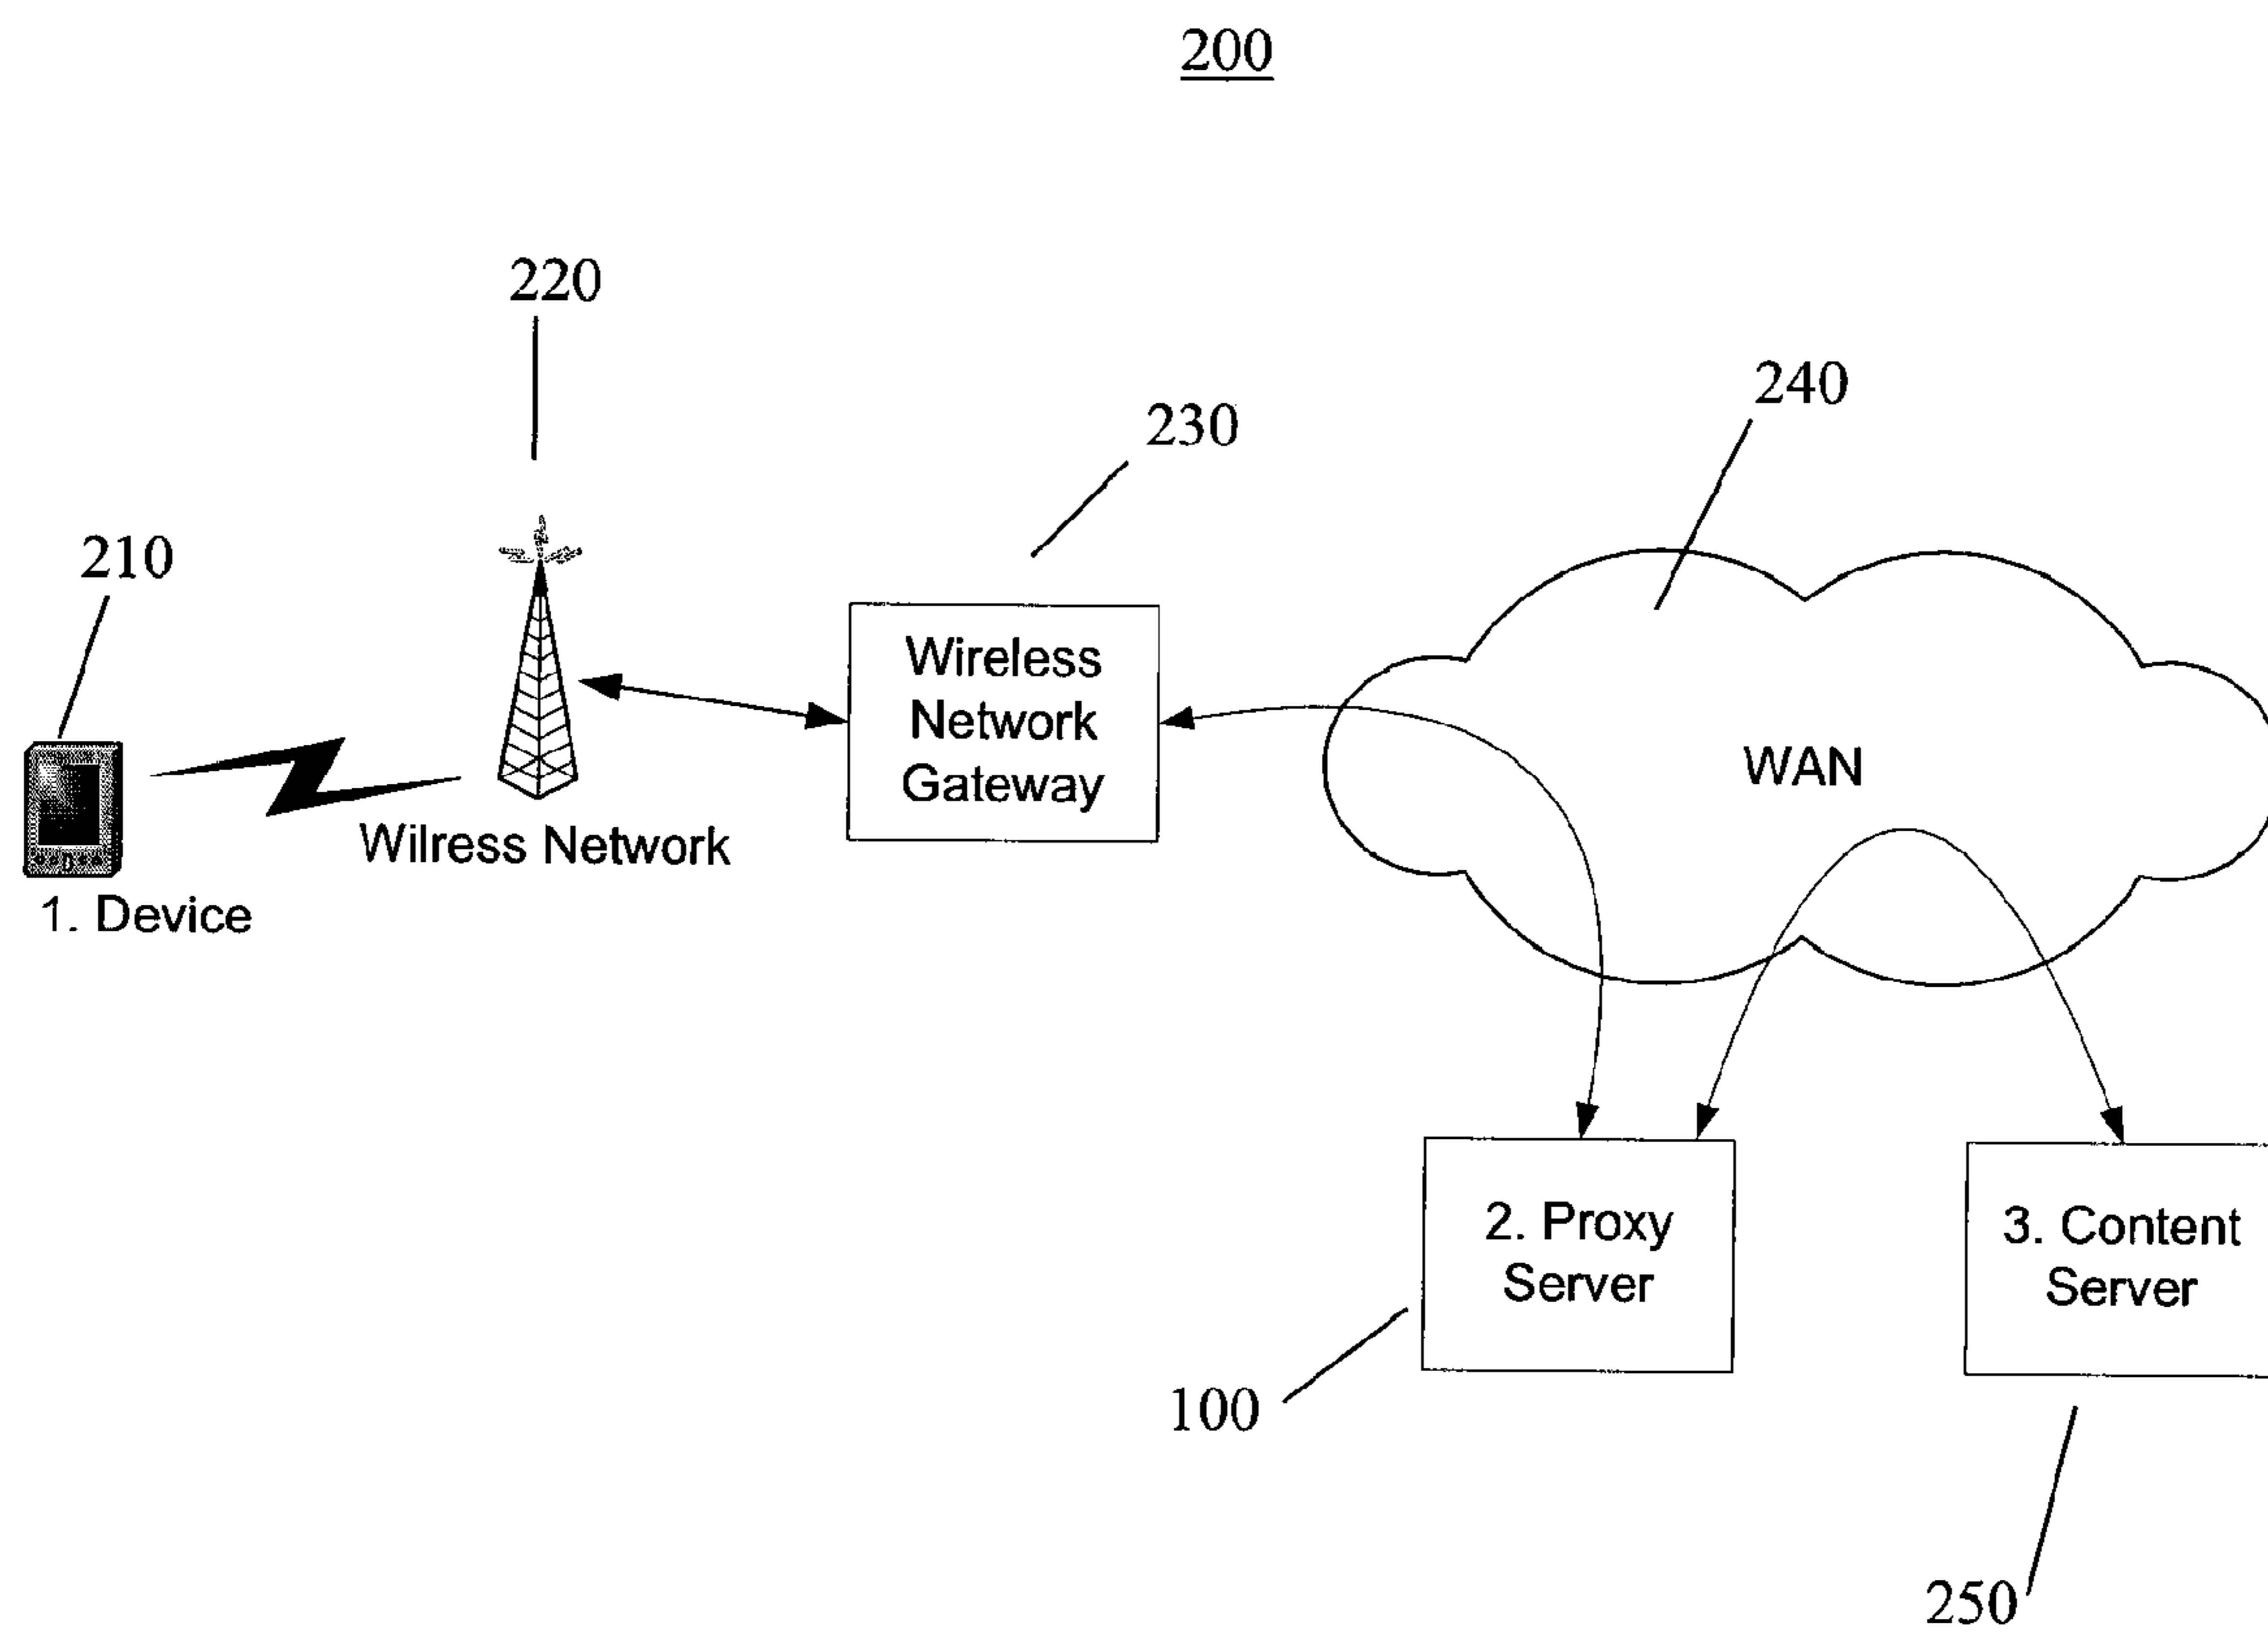 200
220
240
230
210
Wireless
Network
Gateway
WAN
Wilress Network
1. Device
2. Proxy
Server
3. Content
Server
100
250